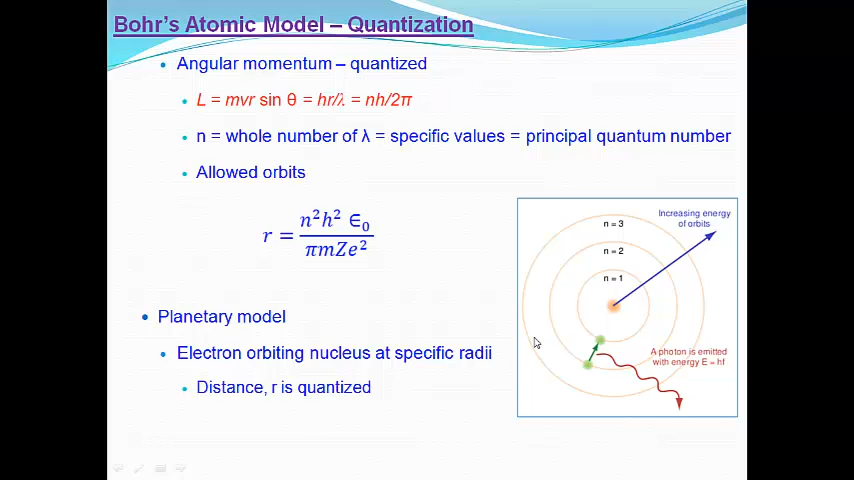 Bohr's Atomic Model – Quantization
Angular momentum – quantized
L = mvr sin θ = hr/λ = nh/2π
n = whole number of λ = specific values = principal quantum number
Allowed orbits
r = n²h² ∈₀ / πmZe²
Planetary model
Electron orbiting nucleus at specific radii
Distance, r is quantized
Increasing energy
of orbits
n = 3
n = 2
n = 1
A photon is emitted
with energy E = hf